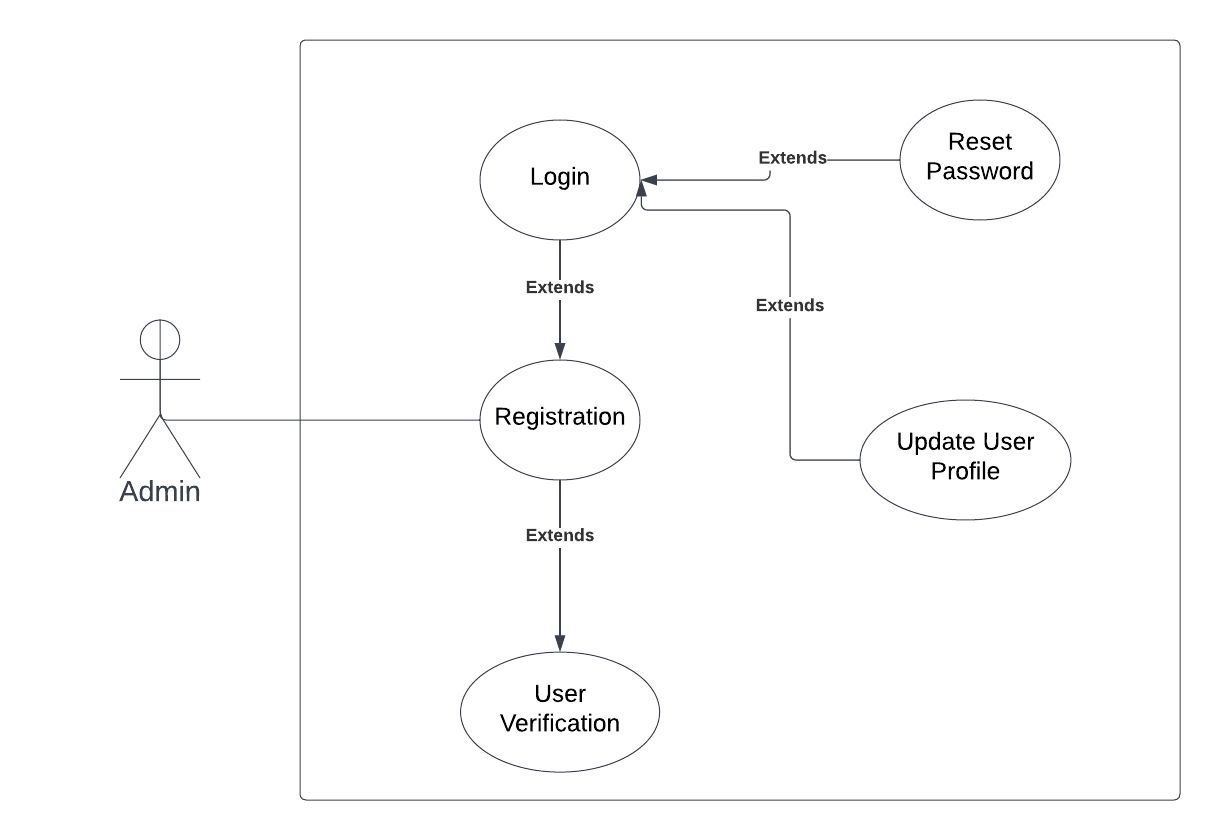 Reset
Password
Extends
Login
Extends
Extends
Registration
Update User
Profile
Admin
Extends
User
Verification